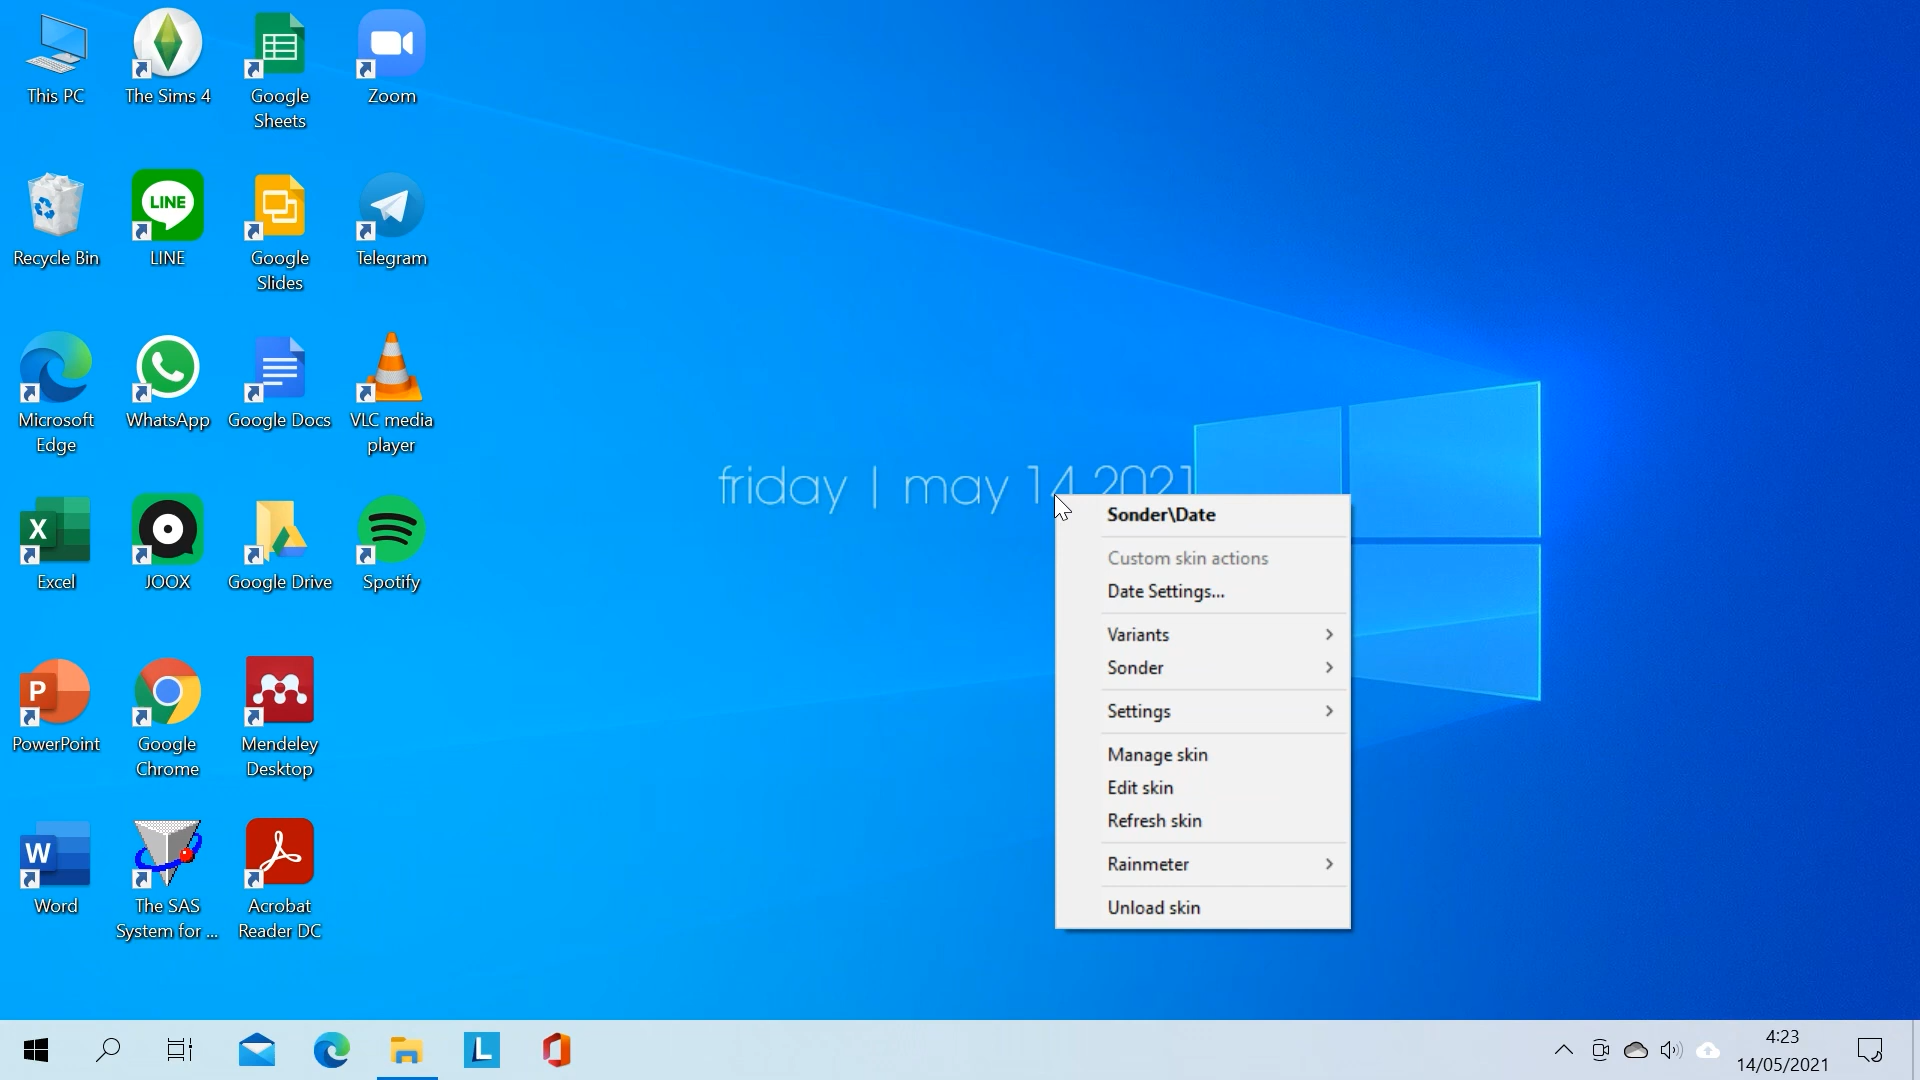 This PC
The Sims 4
Google
Sheets
Zoom
Recycle Bin
LINE
LINE
Google
Slides
Telegram
Microsoft
Edge
WhatsApp
Google Docs
VLC media
player
X
Excel
JOOX
Google Drive
Spotify
P
PowerPoint
Google
Chrome
Mendeley
Desktop
W
Word
The SAS
System for ...
Acrobat
Reader DC
friday | may 14 2021
Sonder\Date
Custom skin actions
Date Settings...
Variants
Sonder
Settings
Manage skin
Edit skin
Refresh skin
Rainmeter
Unload skin
L
4:23
14/05/2021